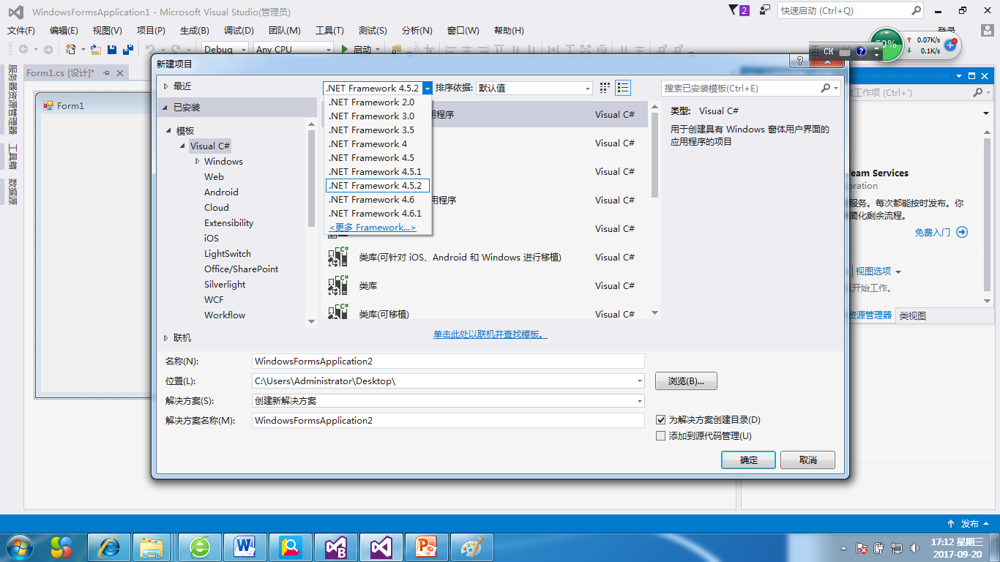 WindowsFormsApplication1 - Microsoft Visual Studio(管理员)
2
快速启动 (Ctrl+Q)
文件(F) 编辑(E) 视图(V) 项目(P) 生成(B) 调试(D) 团队(M) 工具(T) 测试(S) 分析(N) 窗口(W) 帮助(H)
登录
Debug Any CPU 启动
CH
0.07K/s
0.1K/s
服务器资源管理器
工具箱
数据源
Form1.cs [设计]*
Form1
新建项目
最近
已安装
模板
Visual C#
Windows
Web
Android
Cloud
Extensibility
iOS
LightSwitch
Office/SharePoint
Silverlight
WCF
Workflow
联机
.NET Framework 4.5.2
排序依据: 默认值
搜索已安装模板(Ctrl+E)
.NET Framework 2.0
.NET Framework 3.0
.NET Framework 3.5
.NET Framework 4
.NET Framework 4.5
.NET Framework 4.5.1
.NET Framework 4.5.2
.NET Framework 4.6
.NET Framework 4.6.1
<更多 Framework...>
用程序 Visual C#
Visual C#
Visual C#
用程序 Visual C#
Visual C#
类库(可针对 iOS、Android 和 Windows 进行移植) Visual C#
类库 Visual C#
类库(可移植) Visual C#
单击此处以联机并查找模板。
类型: Visual C#
用于创建具有 Windows 窗体用户界面的
应用程序的项目
名称(N): WindowsFormsApplication2
位置(L): C:\Users\Administrator\Desktop\
浏览(B)...
解决方案(S): 创建新解决方案
解决方案名称(M): WindowsFormsApplication2
为解决方案创建目录(D)
添加到源代码管理(U)
确定 取消
工作项 (Ctrl+')
Team Services
oration
服务。每次都能按时发布。你
简化剩余流程。
免费入门
视图选项
开始工作。
资源管理器 类视图
发布
17:12 星期三
2017-09-20